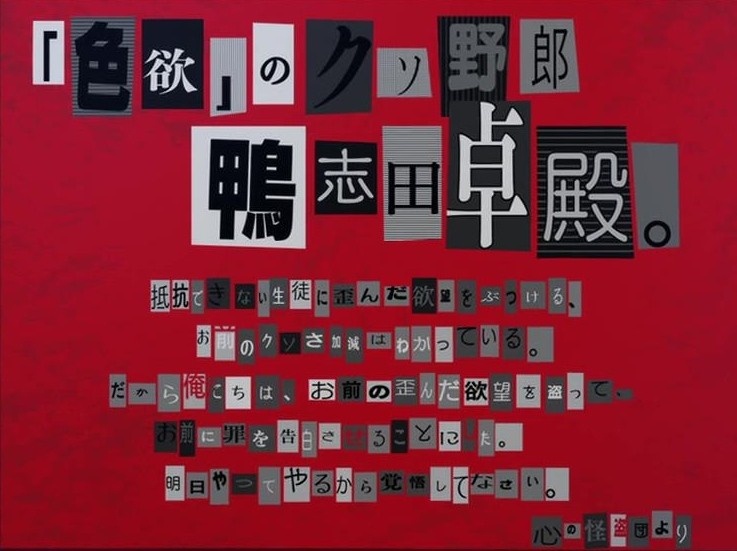 「色欲」のクソ野郎
鴨志田卓殿。
抵抗できない生徒に歪んだ欲望をぶつける、
お前のクソさ加減はわかっている。
だから俺たちは、お前の歪んだ欲望を盗って、
お前に罪を告白させることにした。
明日やってやるから覚悟してなさい。
心の怪盗団より